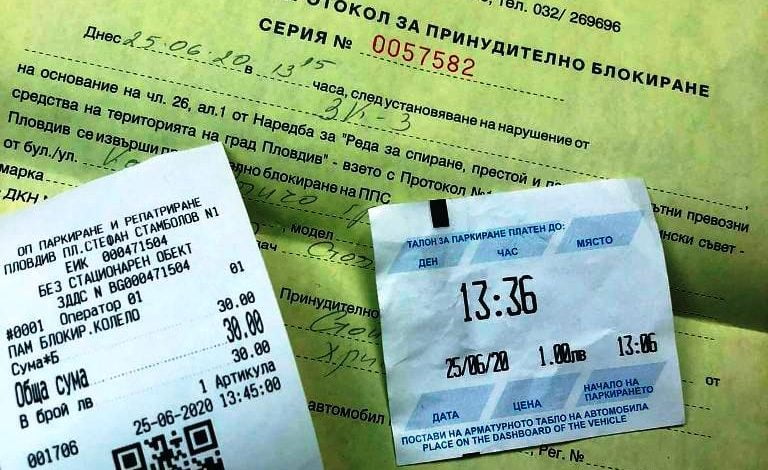 тел. 032/ 269696
ПРОТОКОЛ ЗА ПРИНУДИТЕЛНО БЛОКИРАНЕ
СЕРИЯ № 0057582
Днес 25.06.20 в 13 15 часа, след установяване на нарушение от
ЗК-3
на основание на чл. 26, ал.1 от Наредба за "Реда за спиране, престой и
средства на територията на град Пловдив" - взето с Протокол №
Пловдив се извърши блокиране на ППС.
от бул./ул.
марка
модел
ДКН
Принудително
от
автомобил
Рег. №
ОП ПАРКИРАНЕ И РЕПАТРИРАНЕ
ПЛОВДИВ ПЛ.СТЕФАН СТАМБОЛОВ N1
ЕИК 000471504
БЕЗ СТАЦИОНАРЕН ОБЕКТ
ЗДДС N BG000471504
#0001 Оператор 01 01
ПАМ БЛОКИР.КОЛЕЛО 30.00
Сума*Б 30.00
Обща сума 30.00
В брой лв
1 Артикула
001706 25-06-2020 13:45:00
ТАЛОН ЗА ПАРКИРАНЕ ПЛАТЕН ДО:
ДЕН ЧАС МЯСТО
13:36
25/06/20 1.00лв 13:06
ДАТА ЦЕНА НАЧАЛО НА ПАРКИРАНЕТО
ПОСТАВИ НА АРМАТУРНОТО ТАБЛО НА АВТОМОБИЛА
PLACE ON THE DASHBOARD OF THE VEHICLE